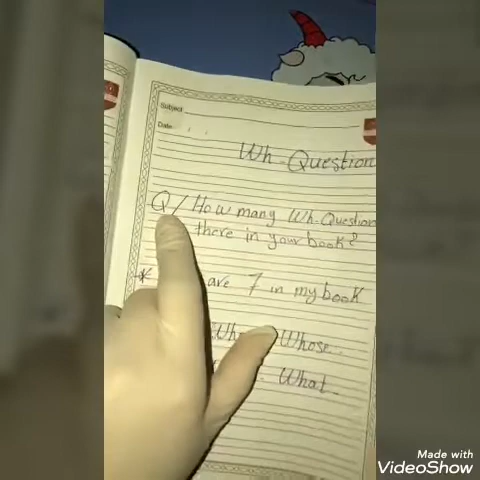 Subject
Date
Wh-Question
Q/ How many Wh-Question
there in your book?
* are 7 in my book
Whose.
What.
Made with
VideoShow